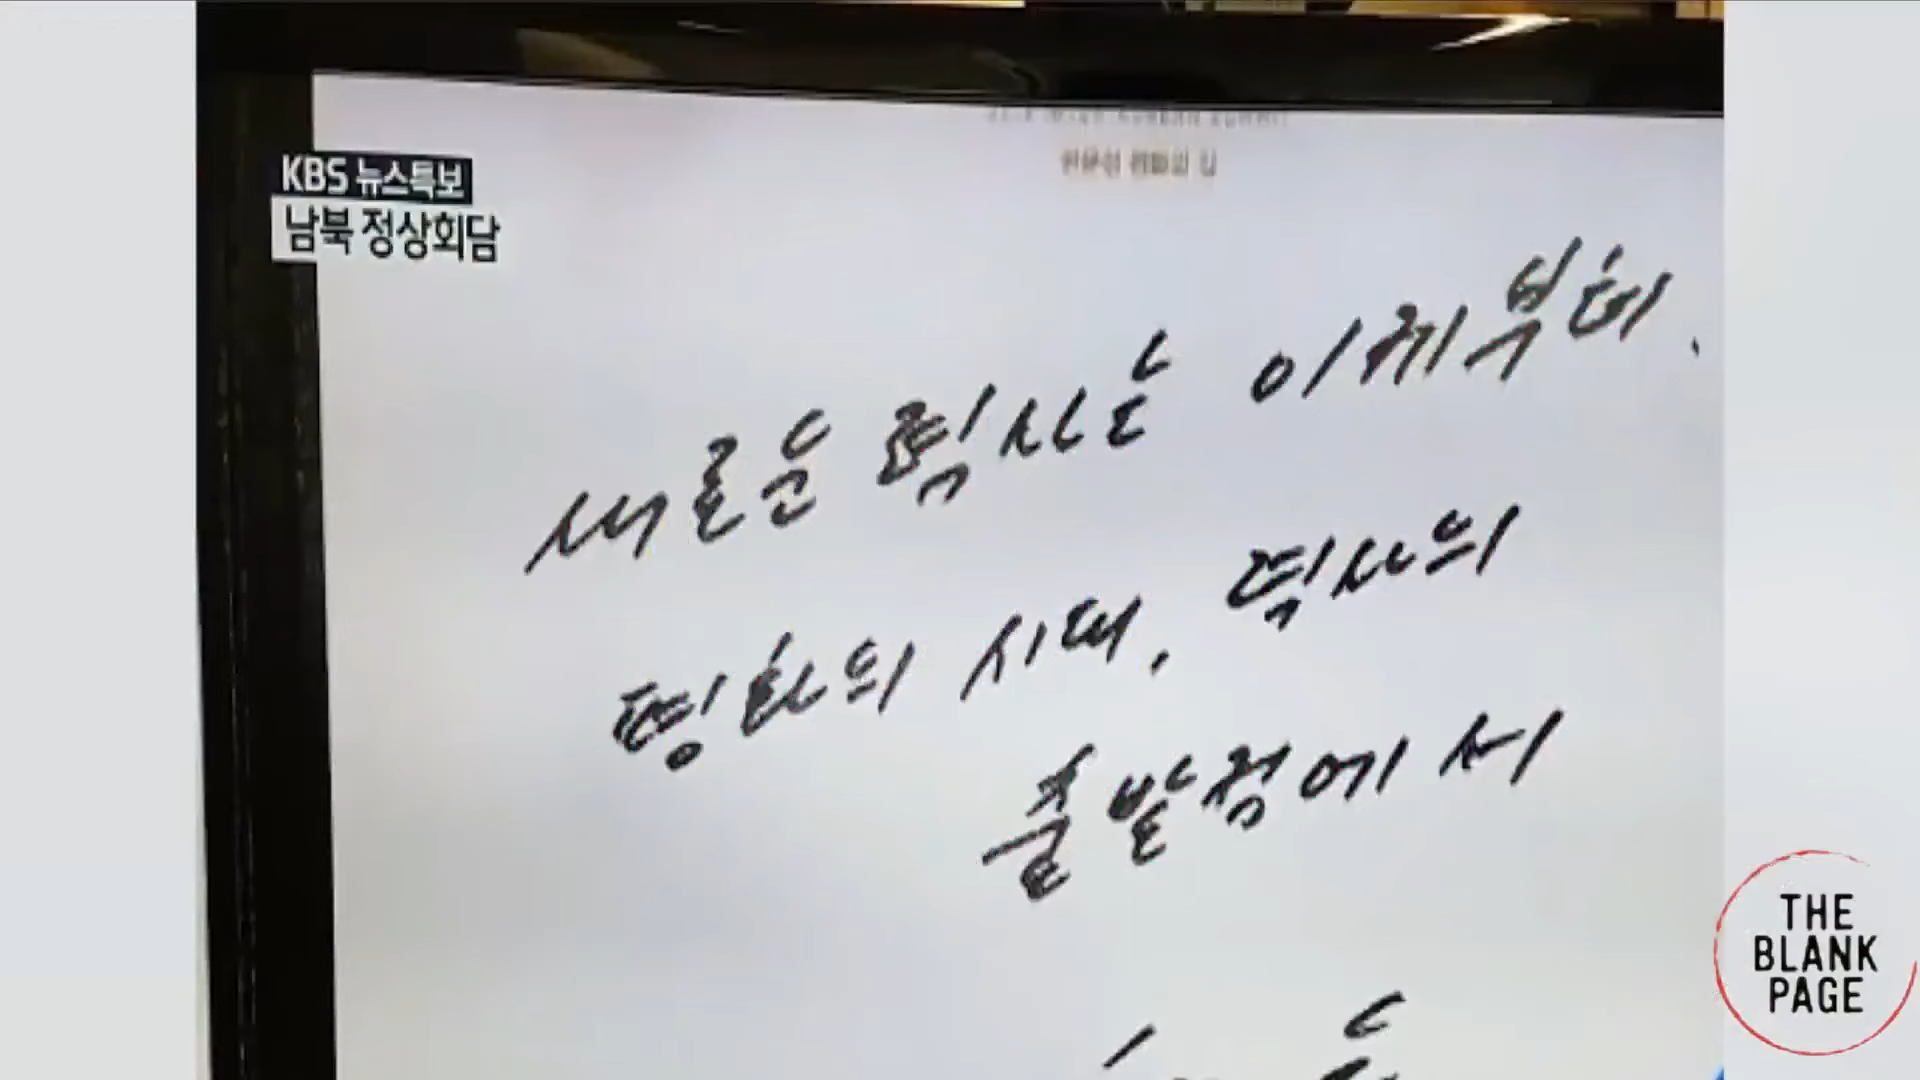 KBS 뉴스특보
남북 정상회담
새로운 력사는 이제부터.
평화의 시대, 력사의
출발점에서
THE
BLANK
PAGE